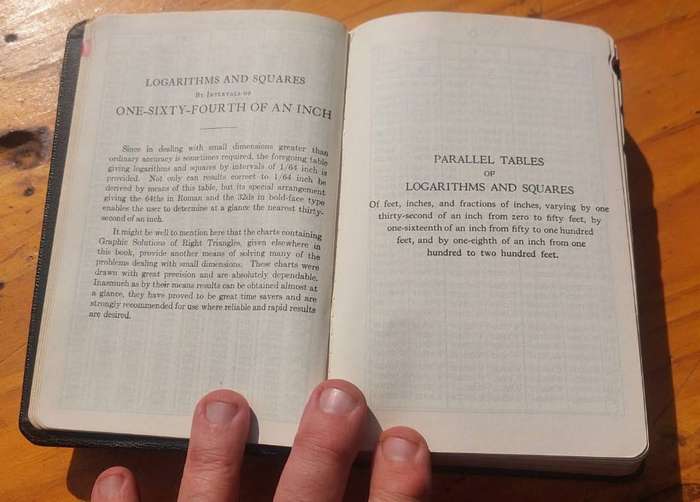 LOGARITHMS AND SQUARES
By Intervals of
ONE-SIXTY-FOURTH OF AN INCH
Since in dealing with small dimensions greater than
ordinary accuracy is sometimes required, the foregoing table
giving logarithms and squares by intervals of 1/64 inch is
provided. Not only can results correct to 1/64 inch be
derived by means of this table, but its special arrangement
giving the 64ths in Roman and the 32ds in bold-face type
enables the user to determine at a glance the nearest thirty-
second of an inch.
It might be well to mention here that the charts containing
Graphic Solutions of Right Triangles, given elsewhere in
this book, provide another means of solving many of the
problems dealing with small dimensions. These charts were
drawn with great precision and are absolutely dependable.
Inasmuch as by their means results can be obtained almost at
a glance, they have proved to be great time savers and are
strongly recommended for use where reliable and rapid results
are desired.
PARALLEL TABLES
OF
LOGARITHMS AND SQUARES
Of feet, inches, and fractions of inches, varying by one
thirty-second of an inch from zero to fifty feet, by
one-sixteenth of an inch from fifty to one hundred
feet, and by one-eighth of an inch from one
hundred to two hundred feet.